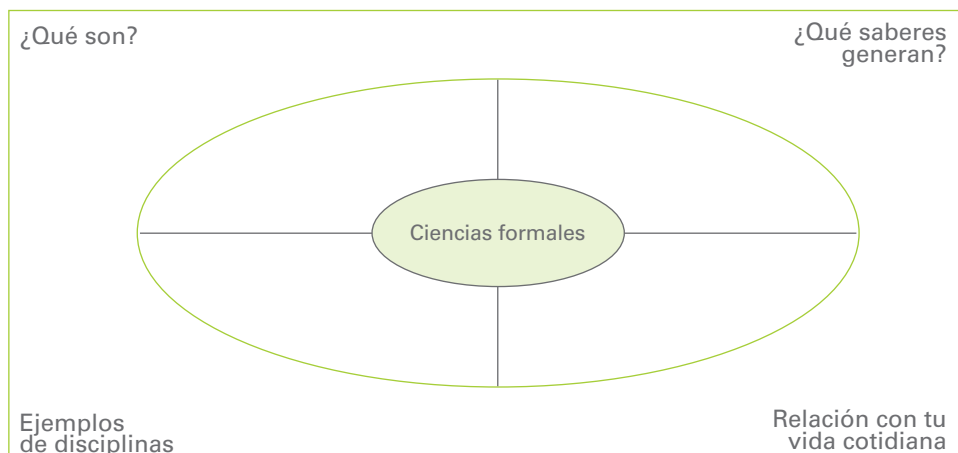 ¿Qué son?
¿Qué saberes
generan?
Ciencias formales
Ejemplos
de disciplinas
Relación con tu
vida cotidiana